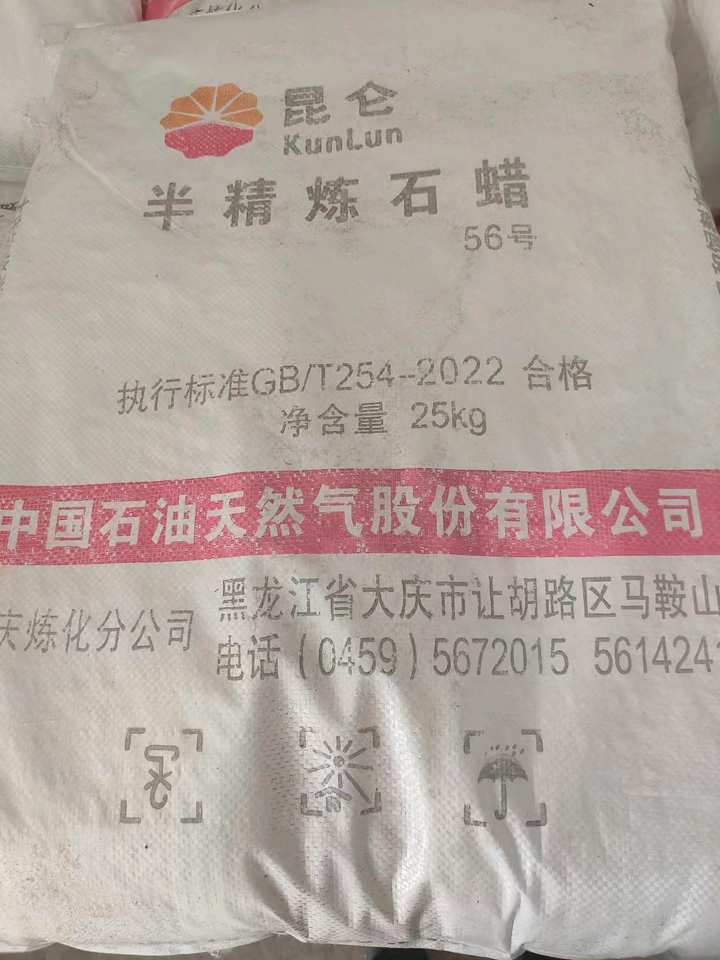 昆仑
KunLun
半精炼石蜡
56号
执行标准GB/T254--2022 合格
净含量 25kg
中国石油天然气股份有限公司
庆炼化分公司
黑龙江省大庆市让胡路区马鞍山
电话（0459）5672015 561424